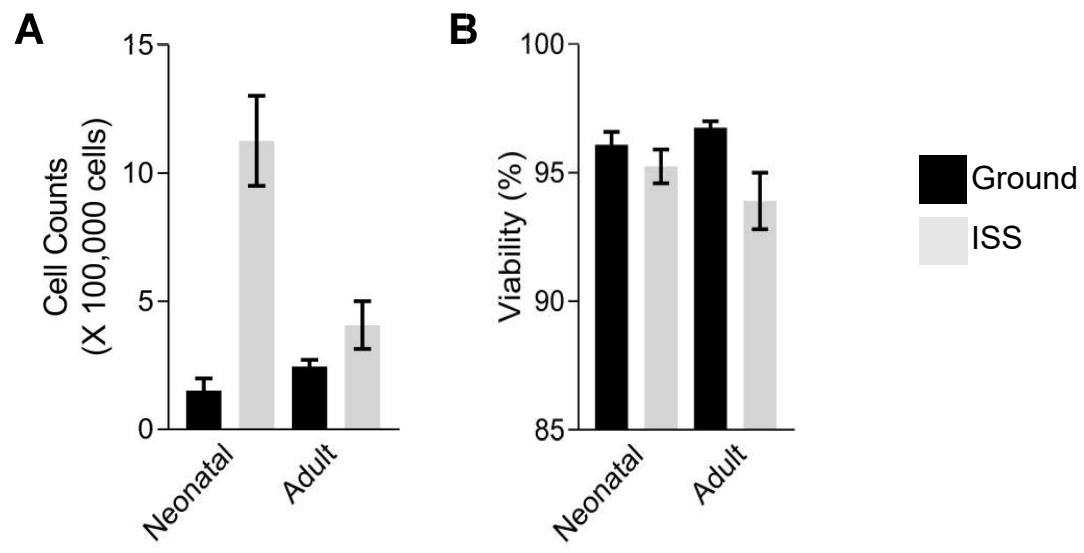 A
B
15
10
5
0
Cell Counts
(X 100,000 cells)
Neonatal
Adult
100
95
90
85
Viability (%)
Neonatal
Adult
Ground
ISS